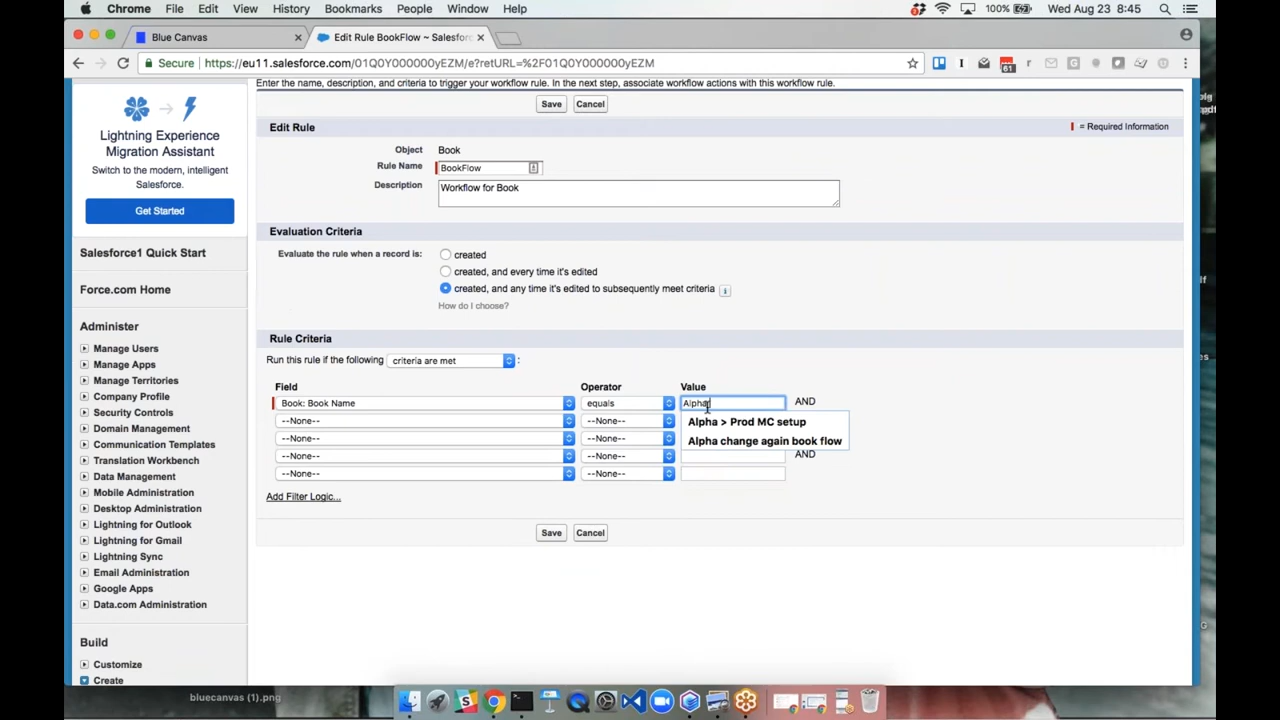 Chrome File Edit View History Bookmarks People Window Help 100% Wed Aug 23 8:45
Blue Canvas
Edit Rule BookFlow ~ Salesforc
Secure https://eu11.salesforce.com/01Q0Y000000yEZM/e?retURL=%2F01Q0Y000000yEZM
61
Enter the name, description, and criteria to trigger your workflow rule. In the next step, associate workflow actions with this workflow rule.
Save Cancel
Lightning Experience
Migration Assistant
Switch to the modern, intelligent
Salesforce.
Get Started
Salesforce1 Quick Start
Force.com Home
Administer
Manage Users
Manage Apps
Manage Territories
Company Profile
Security Controls
Domain Management
Communication Templates
Translation Workbench
Data Management
Mobile Administration
Desktop Administration
Lightning for Outlook
Lightning for Gmail
Lightning Sync
Email Administration
Google Apps
Data.com Administration
Build
Customize
Create
Edit Rule
= Required Information
Object Book
Rule Name BookFlow
Description Workflow for Book
Evaluation Criteria
Evaluate the rule when a record is: created
created, and every time it's edited
created, and any time it's edited to subsequently meet criteria
How do I choose?
Rule Criteria
Run this rule if the following criteria are met :
Field Operator Value
Book: Book Name equals Alpha AND
--None-- --None-- Alpha > Prod MC setup
--None-- --None-- Alpha change again book flow
--None-- --None-- AND
--None-- --None--
Add Filter Logic...
Save Cancel
bluecanvas (1).png